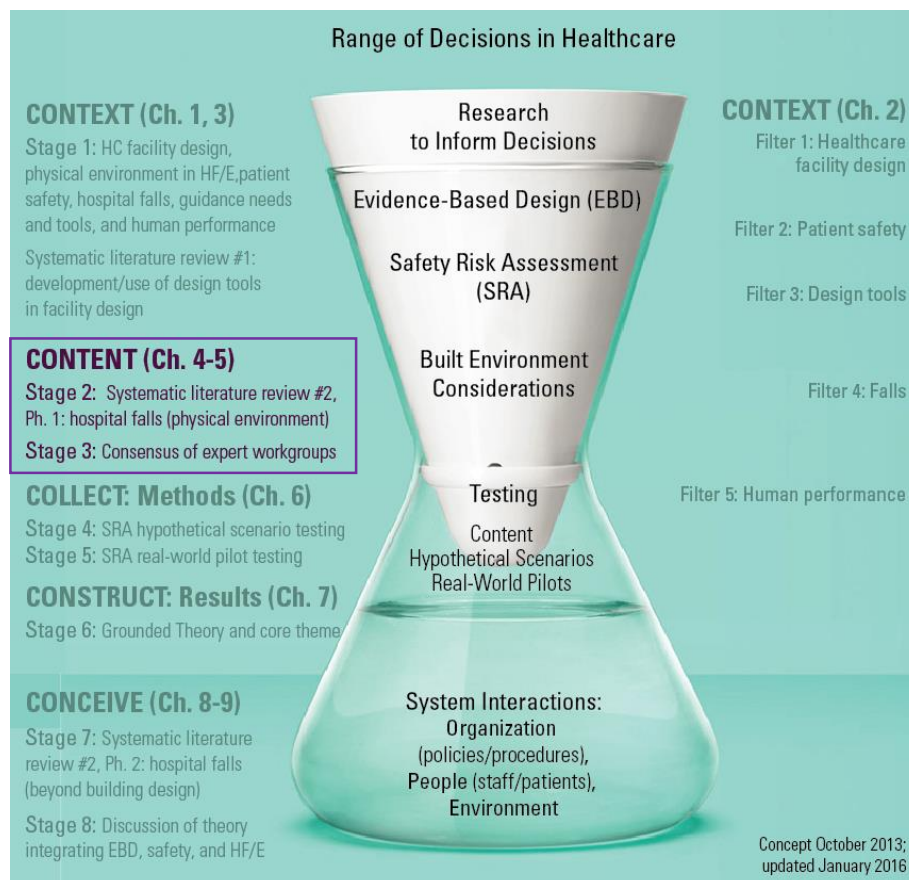 Range of Decisions in Healthcare
CONTEXT (Ch. 1, 3)
Stage 1: HC facility design,
physical environment in HF/E,patient
safety, hospital falls, guidance needs
and tools, and human performance
Systematic literature review #1:
development/use of design tools
in facility design
CONTENT (Ch. 4-5)
Stage 2: Systematic literature review #2,
Ph. 1: hospital falls (physical environment)
Stage 3: Consensus of expert workgroups
COLLECT: Methods (Ch. 6)
Stage 4: SRA hypothetical scenario testing
Stage 5: SRA real-world pilot testing
CONSTRUCT: Results (Ch. 7)
Stage 6: Grounded Theory and core theme
CONCEIVE (Ch. 8-9)
Stage 7: Systematic literature
review #2, Ph. 2: hospital falls
(beyond building design)
Stage 8: Discussion of theory
integrating EBD, safety, and HF/E
Research
to Inform Decisions
Evidence-Based Design (EBD)
Safety Risk Assessment
(SRA)
Built Environment
Considerations
Testing
Content
Hypothetical Scenarios
Real-World Pilots
System Interactions:
Organization
(policies/procedures),
People (staff/patients),
Environment
CONTEXT (Ch. 2)
Filter 1: Healthcare
facility design
Filter 2: Patient safety
Filter 3: Design tools
Filter 4: Falls
Filter 5: Human performance
Concept October 2013;
updated January 2016